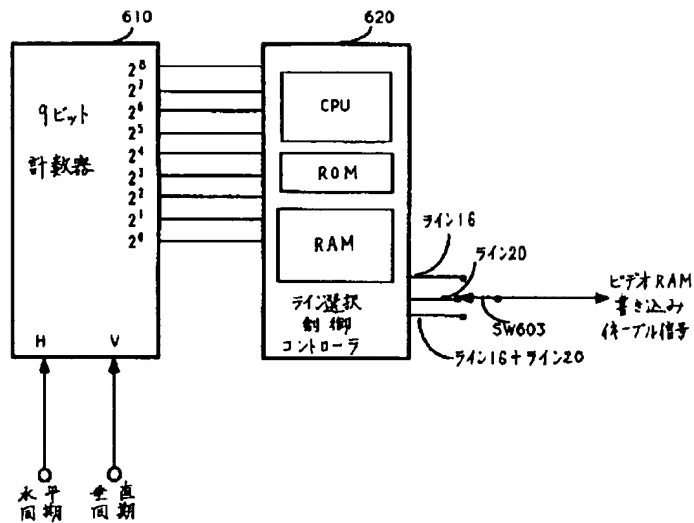 610
620
9ビット
計数器
2⁸
2⁷
2⁶
2⁵
2⁴
2³
2²
2¹
2⁰
H
V
CPU
ROM
RAM
ライン選択
制御
コントローラ
ライン16
ライン20
SW603
ライン16+ライン20
ビデオRAM
書き込み
イネーブル信号
水平
同期
垂直
同期